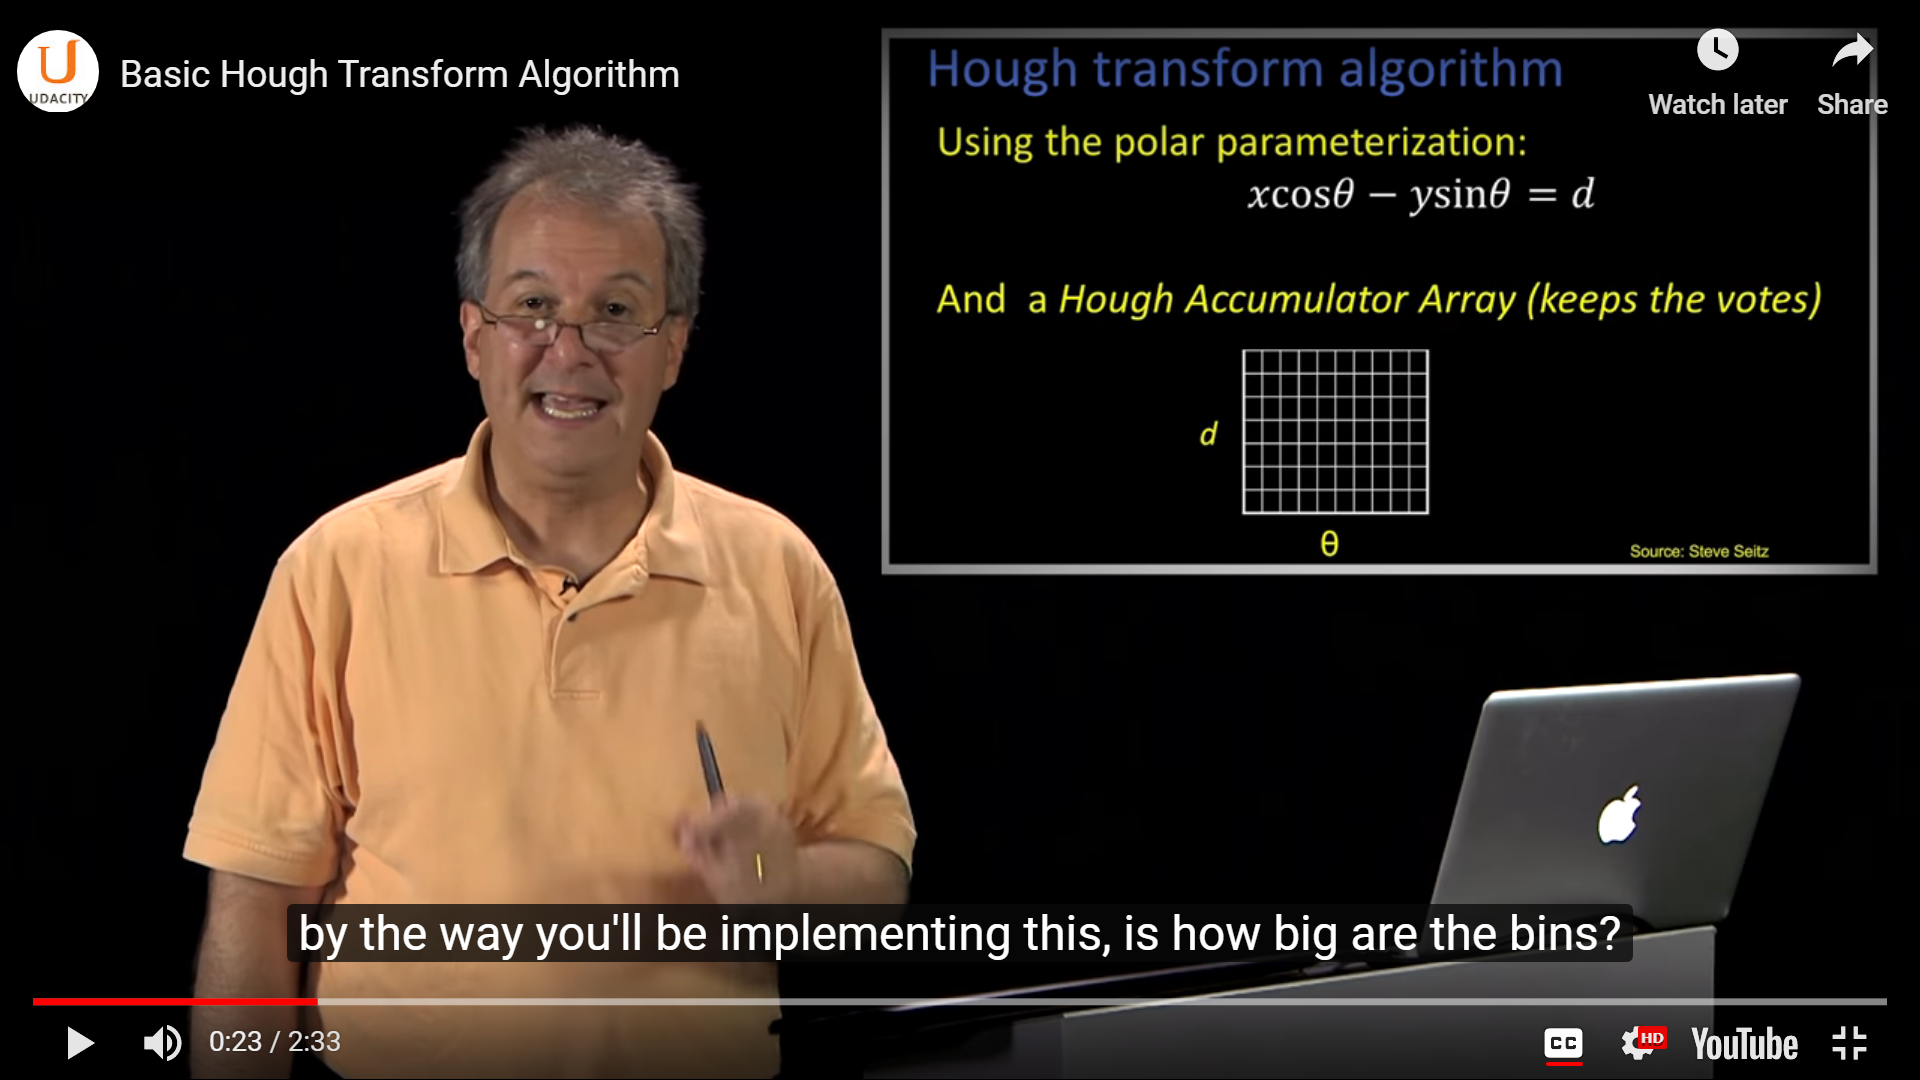 UDACITY
Basic Hough Transform Algorithm
Watch later
Share
Hough transform algorithm
Using the polar parameterization:
xcosθ − ysinθ = d
And a Hough Accumulator Array (keeps the votes)
d
θ
Source: Steve Seitz
by the way you'll be implementing this, is how big are the bins?
0:23 / 2:33
CC
HD
YouTube